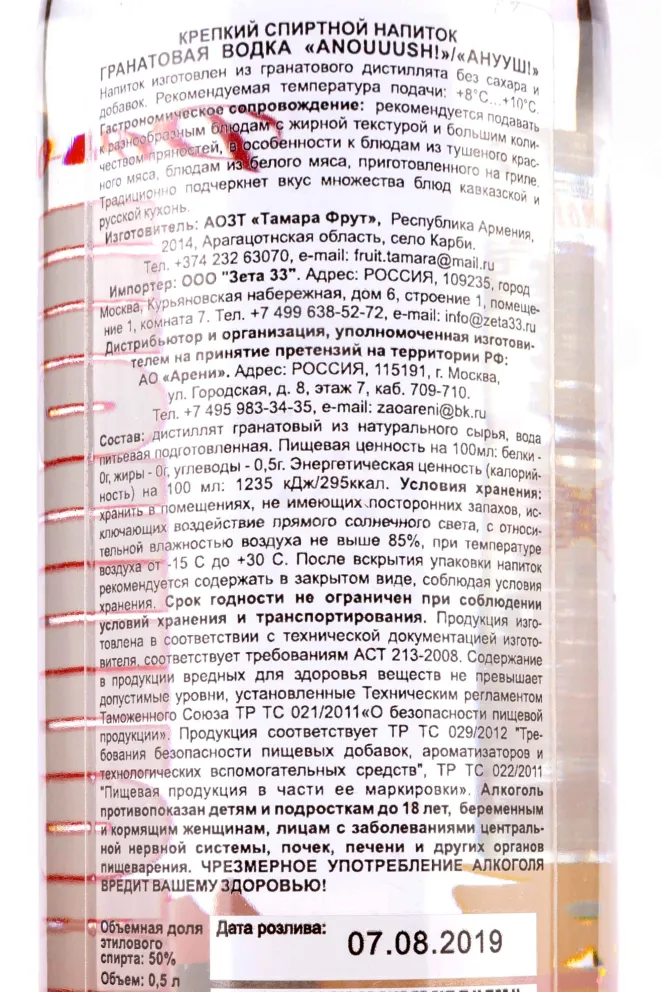 КРЕПКИЙ СПИРТНОЙ НАПИТОК
ГРАНАТОВАЯ ВОДКА «ANOUUUSH!»/«АНУУШ!»
Напиток изготовлен из гранатового дистиллята без сахара и
добавок. Рекомендуемая температура подачи: +8°С...+10°С.
Гастрономическое сопровождение: рекомендуется подавать
к разнообразным блюдам с жирной текстурой и большим коли-
чеством пряностей, в особенности к блюдам из тушеного крас-
ного мяса, блюдам из белого мяса, приготовленного на гриле.
Традиционно подчеркнет вкус множества блюд кавказской и
русской кухонь.
Изготовитель: АОЗТ «Тамара Фрут», Республика Армения,
2014, Арагацотнская область, село Карби.
Тел. +374 232 63070, e-mail: fruit.tamara@mail.ru
Импортер: ООО "Зета 33". Адрес: РОССИЯ, 109235, город
Москва, Курьяновская набережная, дом 6, строение 1, помеще-
ние 1, комната 7. Тел. +7 499 638-52-72, e-mail: info@zeta33.ru
Дистрибьютор и организация, уполномоченная изготови-
телем на принятие претензий на территории РФ:
АО «Арени». Адрес: РОССИЯ, 115191, г. Москва,
ул. Городская, д. 8, этаж 7, каб. 709-710.
Тел. +7 495 983-34-35, e-mail: zaoareni@bk.ru
Состав: дистиллят гранатовый из натурального сырья, вода
питьевая подготовленная. Пищевая ценность на 100мл: белки -
0г, жиры - 0г, углеводы - 0,5г. Энергетическая ценность (калорий-
ность) на 100 мл: 1235 кДж/295ккал. Условия хранения:
хранить в помещениях, не имеющих посторонних запахов, ис-
ключающих воздействие прямого солнечного света, с относи-
тельной влажностью воздуха не выше 85%, при температуре
воздуха от -15 С до +30 С. После вскрытия упаковки напиток
рекомендуется содержать в закрытом виде, соблюдая условия
хранения. Срок годности не ограничен при соблюдении
условий хранения и транспортирования. Продукция изго-
товлена в соответствии с технической документацией изгото-
вителя, соответствует требованиям АСТ 213-2008. Содержание
в продукции вредных для здоровья веществ не превышает
допустимые уровни, установленные Техническим регламентом
Таможенного Союза ТР ТС 021/2011«О безопасности пищевой
продукции». Продукция соответствует ТР ТС 029/2012 "Тре-
бования безопасности пищевых добавок, ароматизаторов и
технологических вспомогательных средств", ТР ТС 022/2011
"Пищевая продукция в части ее маркировки». Алкоголь
противопоказан детям и подросткам до 18 лет, беременным
и кормящим женщинам, лицам с заболеваниями централь-
ной нервной системы, почек, печени и других органов
пищеварения. ЧРЕЗМЕРНОЕ УПОТРЕБЛЕНИЕ АЛКОГОЛЯ
ВРЕДИТ ВАШЕМУ ЗДОРОВЬЮ!
Объемная доля
этилового
спирта: 50%
Объем: 0,5 л
Дата розлива:
07.08.2019